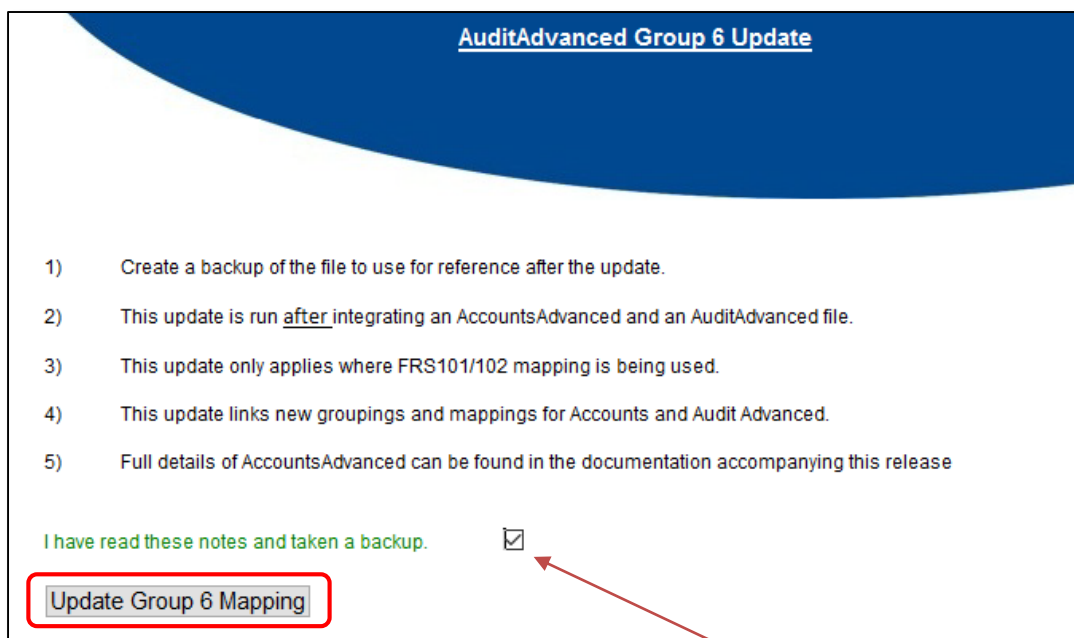 AuditAdvanced Group 6 Update
1) Create a backup of the file to use for reference after the update.
2) This update is run after integrating an AccountsAdvanced and an AuditAdvanced file.
3) This update only applies where FRS101/102 mapping is being used.
4) This update links new groupings and mappings for Accounts and Audit Advanced.
5) Full details of AccountsAdvanced can be found in the documentation accompanying this release
I have read these notes and taken a backup.
Update Group 6 Mapping